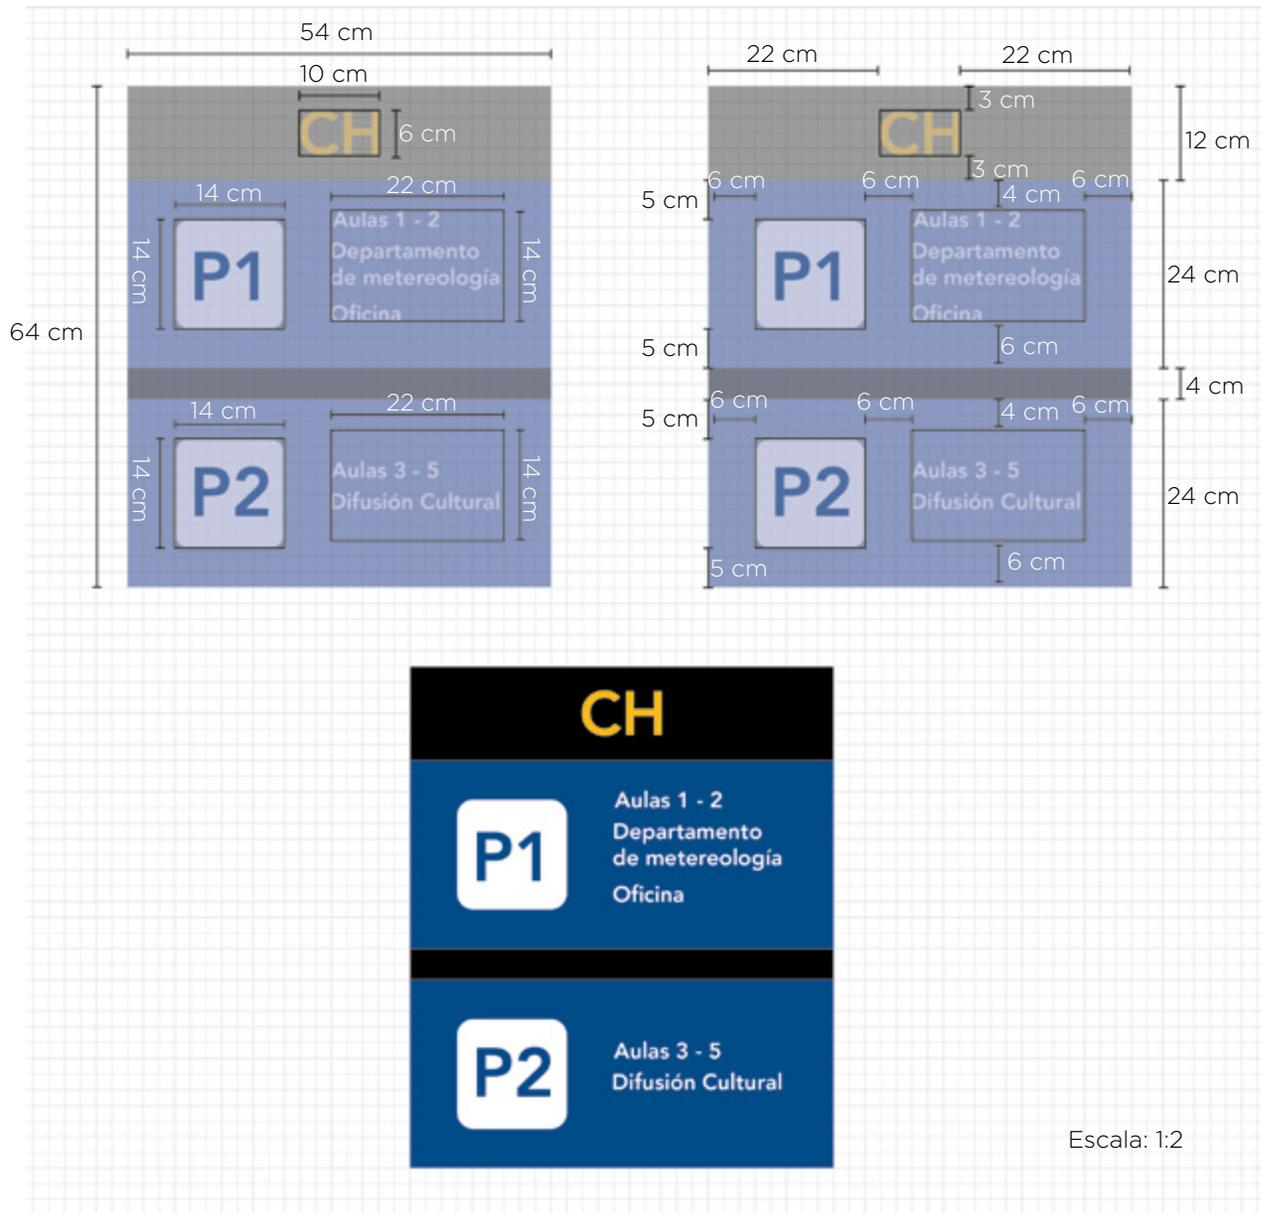 54 cm
10 cm
CH
6 cm
14 cm
22 cm
14 cm
P1
Aulas 1 - 2
Departamento
de metereología
Oficina
14 cm
64 cm
14 cm
22 cm
14 cm
P2
Aulas 3 - 5
Difusión Cultural
14 cm
22 cm
22 cm
3 cm
CH
12 cm
3 cm
6 cm
6 cm
4 cm
6 cm
5 cm
P1
Aulas 1 - 2
Departamento
de metereología
Oficina
24 cm
5 cm
6 cm
4 cm
6 cm
6 cm
4 cm
6 cm
5 cm
P2
Aulas 3 - 5
Difusión Cultural
24 cm
5 cm
6 cm
CH
P1
Aulas 1 - 2
Departamento
de metereología
Oficina
P2
Aulas 3 - 5
Difusión Cultural
Escala: 1:2